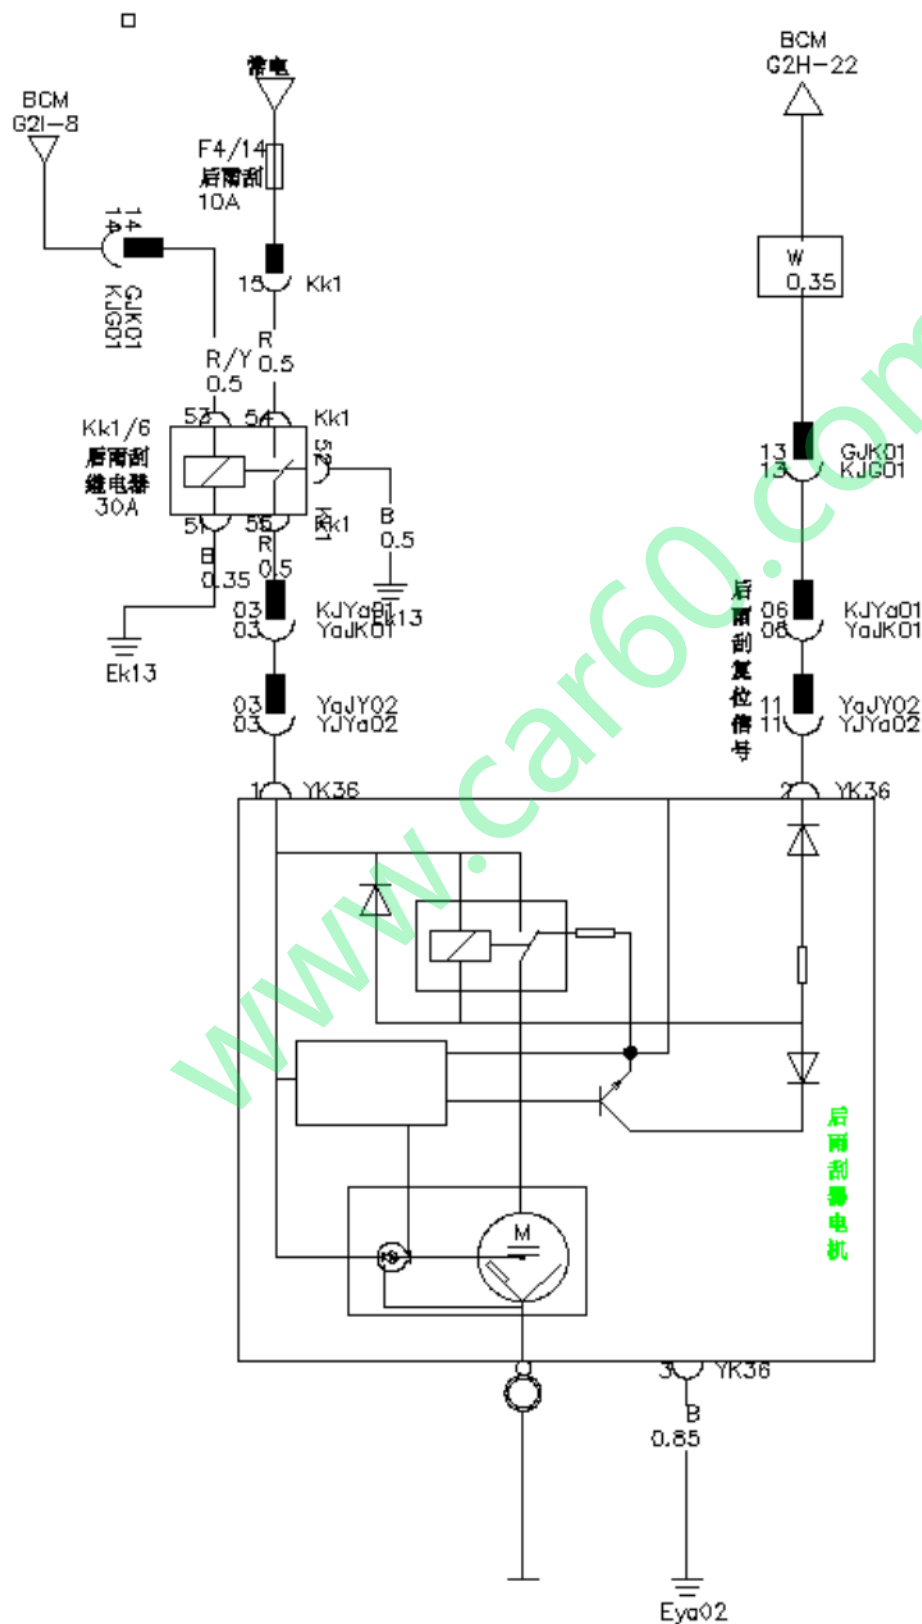 BCM
G2I-8
常电
BCM
G2H-22
F4/14
后雨刮
10A
14
14
GJK01
KJG01
15
Kk1
W
0.35
R/Y
0.5
R
0.5
53
54
Kk1
Kk1/6
后雨刮
继电器
30A
52
Kk1
51
55
Kk1
B
0.5
B
0.35
R
0.5
Ek13
Ek13
13
GJK01
13
KJG01
03
KJYa01
03
YaJK01
后雨刮复位信号
06
KJYa01
06
YaJK01
03
YaJY02
03
YJYa02
11
YaJY02
11
YJYa02
1
YK36
2
YK36
M
后雨刮器电机
3
YK36
B
0.85
Eya02
www.car60.com